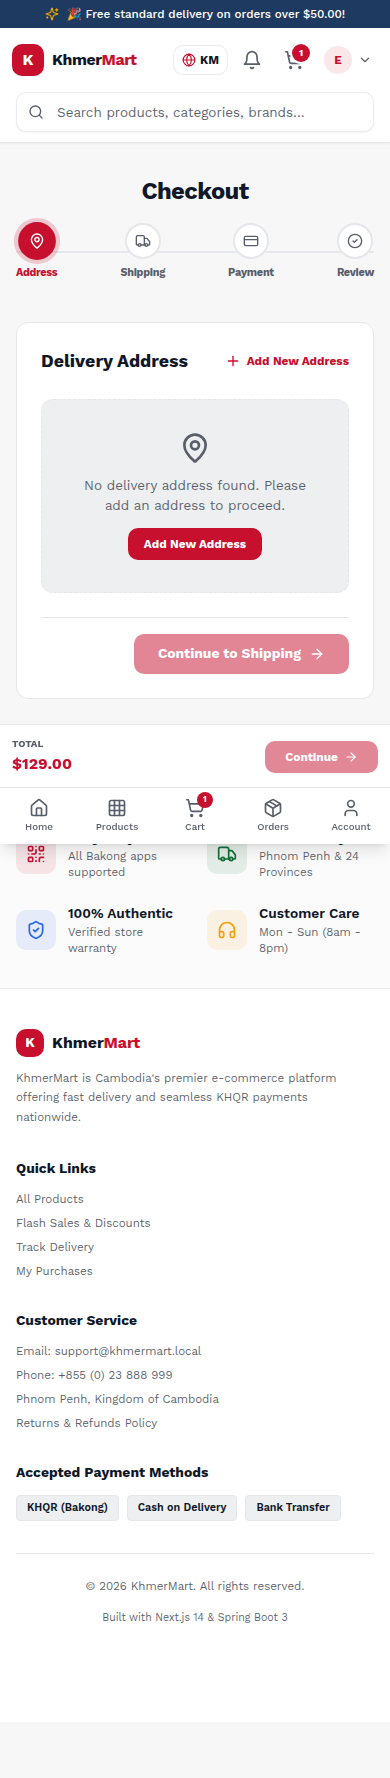 ✨ 🎉 Free standard delivery on orders over $50.00!
K KhmerMart KM 1 E
Search products, categories, brands...
Checkout
Address Shipping Payment Review
Delivery Address + Add New Address
No delivery address found. Please
add an address to proceed.
Add New Address
Continue to Shipping →
TOTAL
$129.00
Continue →
1
Home Products Cart Orders Account
All Bakong apps
supported
Phnom Penh & 24
Provinces
100% Authentic
Verified store
warranty
Customer Care
Mon - Sun (8am -
8pm)
K KhmerMart
KhmerMart is Cambodia's premier e-commerce platform
offering fast delivery and seamless KHQR payments
nationwide.
Quick Links
All Products
Flash Sales & Discounts
Track Delivery
My Purchases
Customer Service
Email: support@khmermart.local
Phone: +855 (0) 23 888 999
Phnom Penh, Kingdom of Cambodia
Returns & Refunds Policy
Accepted Payment Methods
KHQR (Bakong) Cash on Delivery Bank Transfer
© 2026 KhmerMart. All rights reserved.
Built with Next.js 14 & Spring Boot 3